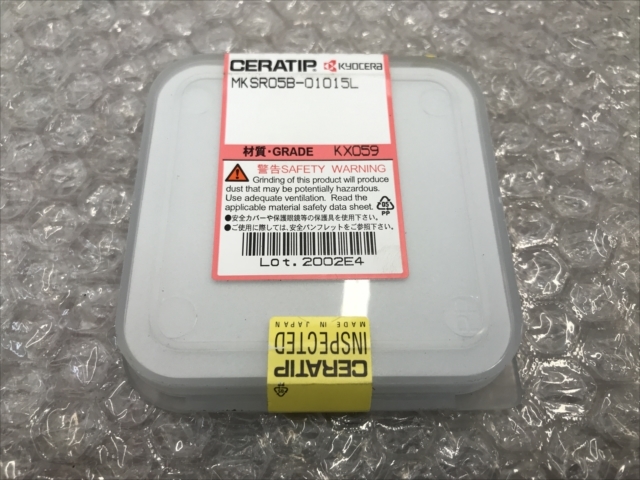 CERATIP KYOCERA
MKSR05B-01015L
材質・GRADE KX059
警告SAFETY WARNING
Grinding of this product will produce
dust that may be potentially hazardous.
Use adequate ventilation. Read the
applicable material safety data sheet.
●安全カバーや保護眼鏡等の保護具を使用下さい。
●ご使用に際しては、安全パンフレットをご参照下さい。
PP
Lot.2002E4
CERATIP
INSPECTED
MADE IN JAPAN